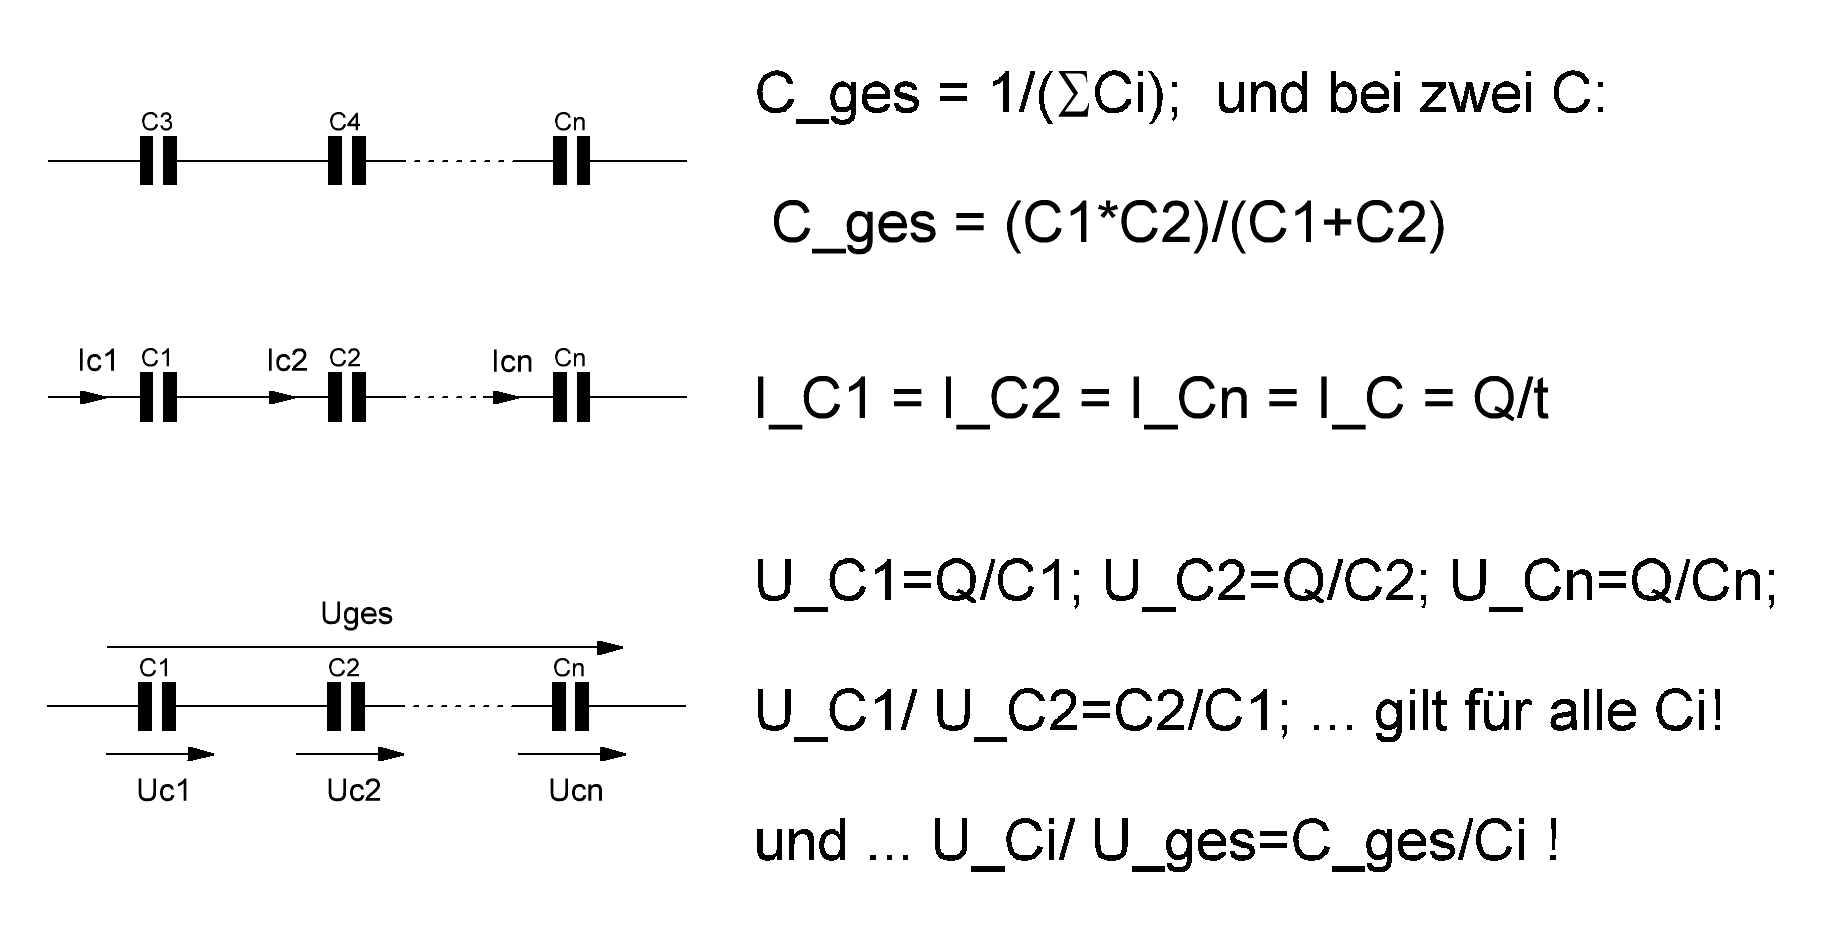 C_ges = 1/(∑Ci);  und bei zwei C:
C3 C4 Cn
C_ges = (C1*C2)/(C1+C2)
Ic1 C1 Ic2 C2 Icn Cn
I_C1 = I_C2 = I_Cn = I_C = Q/t
U_C1=Q/C1; U_C2=Q/C2; U_Cn=Q/Cn;
Uges
C1 C2 Cn
U_C1/ U_C2=C2/C1; ... gilt für alle Ci!
Uc1 Uc2 Ucn
und ... U_Ci/ U_ges=C_ges/Ci !